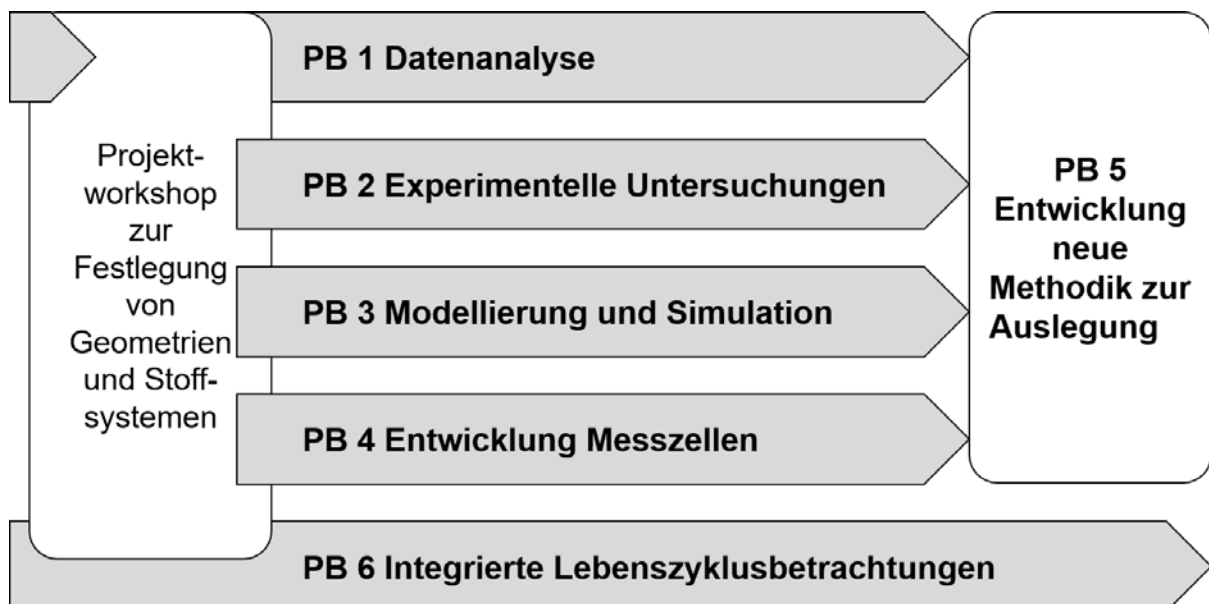 PB 1 Datenanalyse
Projekt-
workshop
zur
Festlegung
von
Geometrien
und Stoff-
systemen
PB 2 Experimentelle Untersuchungen
PB 3 Modellierung und Simulation
PB 4 Entwicklung Messzellen
PB 5
Entwicklung
neue
Methodik zur
Auslegung
PB 6 Integrierte Lebenszyklusbetrachtungen